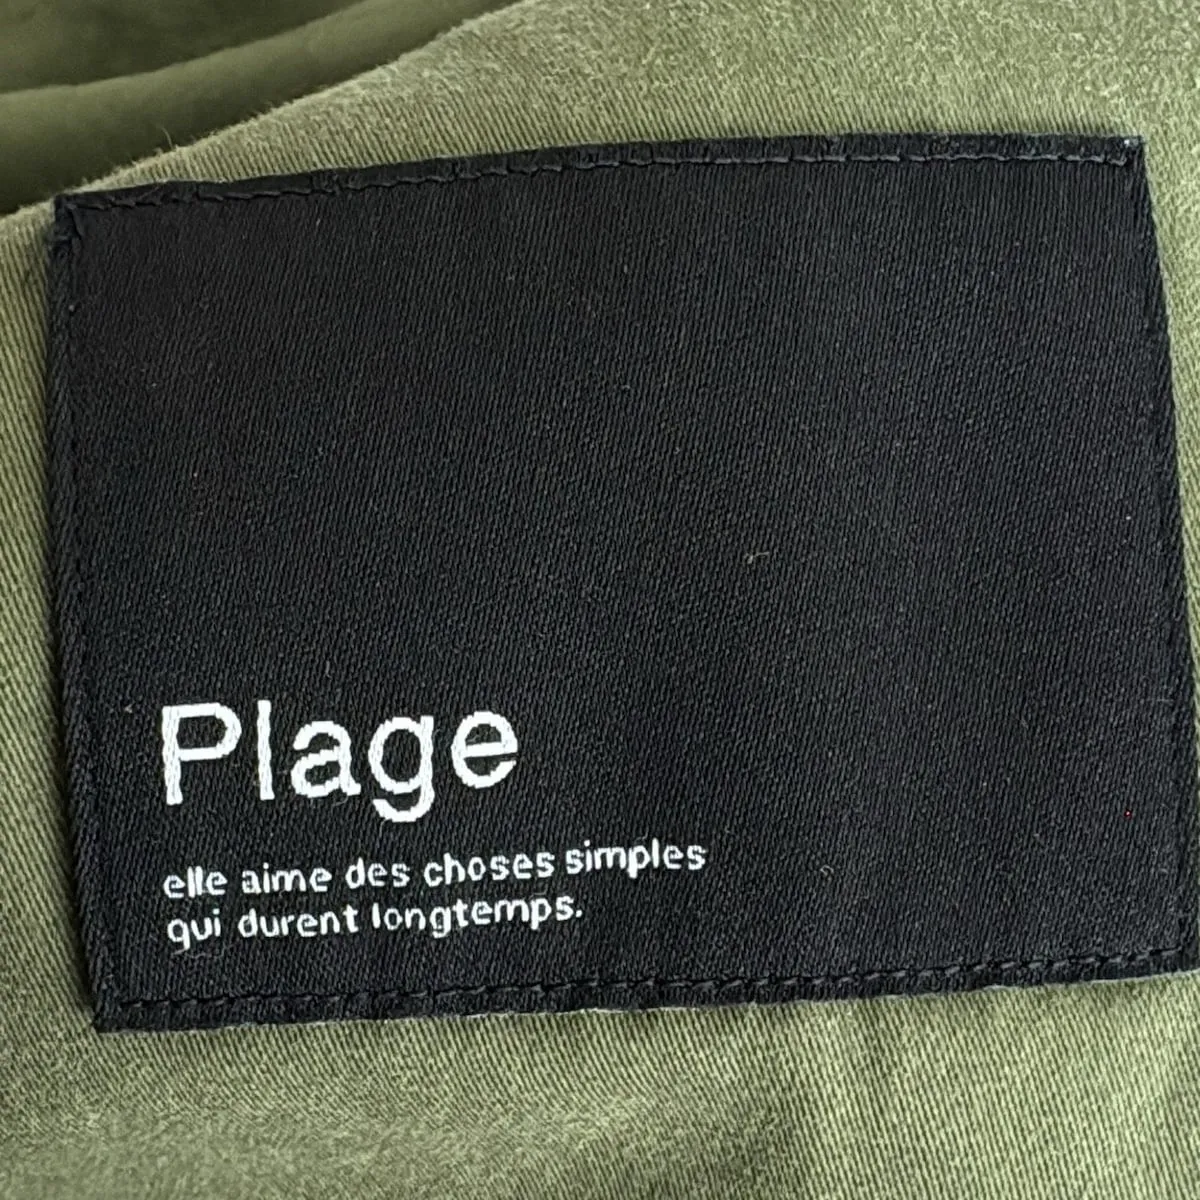 Plage
elle aime des choses simples
qui durent longtemps.